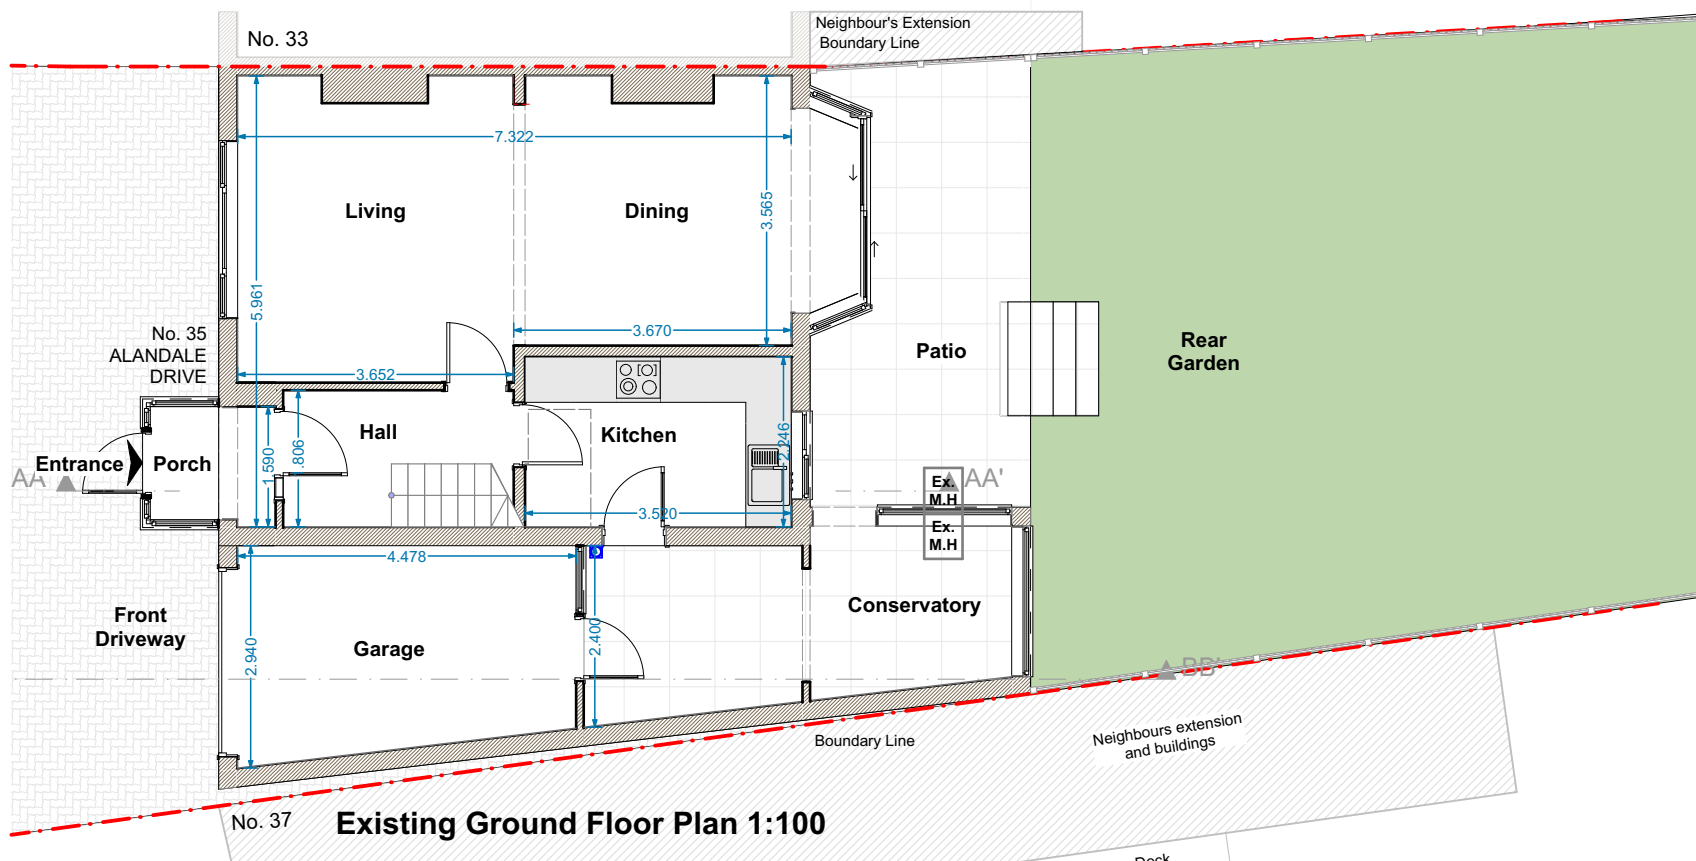 No. 33
Neighbour's Extension
Boundary Line
7.322
Living
Dining
3.565
5.961
3.670
3.652
No. 35
ALANDALE
DRIVE
Patio
Rear
Garden
Hall
Kitchen
2.246
1.590
.806
Entrance
Porch
AA
AA'
Ex.
M.H
Ex.
M.H
3.520
4.478
Front
Driveway
Garage
2.940
2.400
Conservatory
BB'
Boundary Line
Neighbours extension
and buildings
No. 37
Existing Ground Floor Plan 1:100